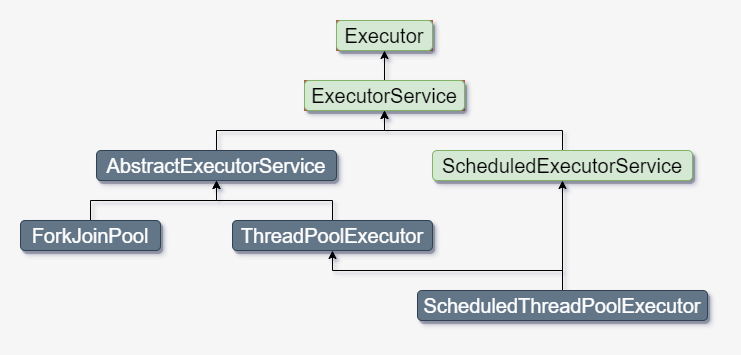 Executor
ExecutorService
AbstractExecutorService
ScheduledExecutorService
ForkJoinPool
ThreadPoolExecutor
ScheduledThreadPoolExecutor